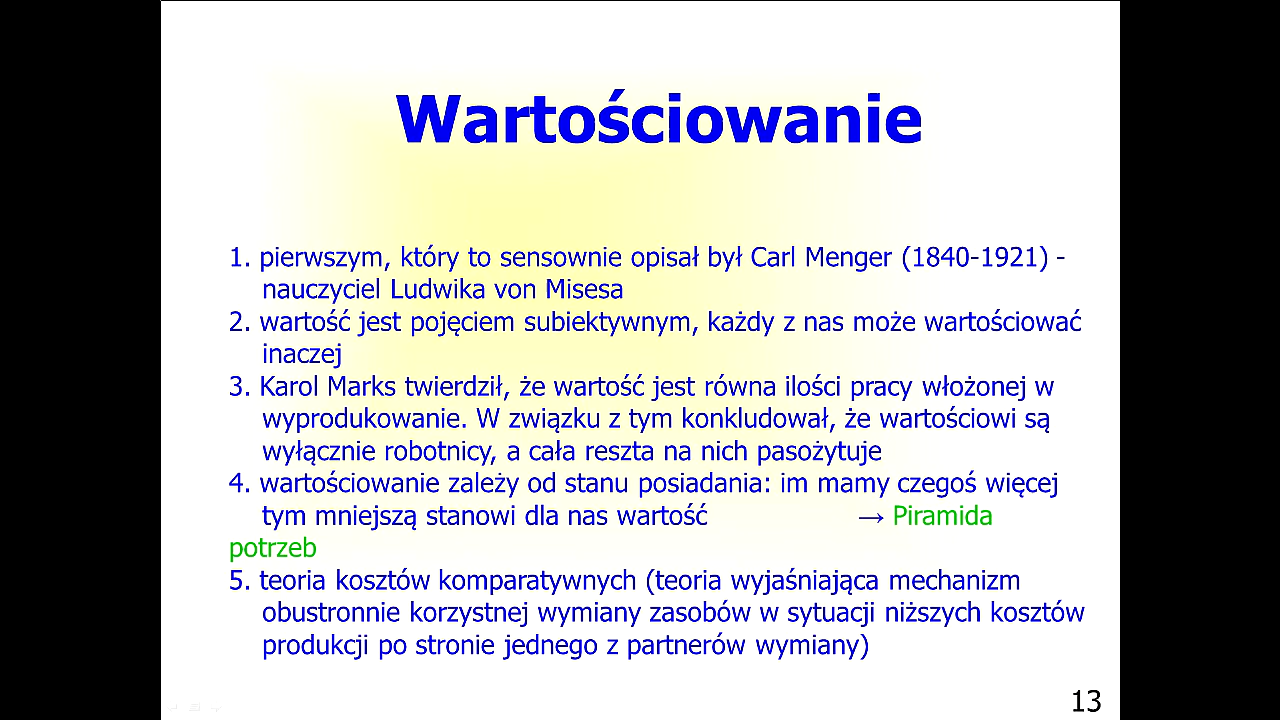 Wartościowanie
1. pierwszym, który to sensownie opisał był Carl Menger (1840-1921) -
nauczyciel Ludwika von Misesa
2. wartość jest pojęciem subiektywnym, każdy z nas może wartościować
inaczej
3. Karol Marks twierdził, że wartość jest równa ilości pracy włożonej w
wyprodukowanie. W związku z tym konkludował, że wartościowi są
wyłącznie robotnicy, a cała reszta na nich pasożytuje
4. wartościowanie zależy od stanu posiadania: im mamy czegoś więcej
tym mniejszą stanowi dla nas wartość → Piramida
potrzeb
5. teoria kosztów komparatywnych (teoria wyjaśniająca mechanizm
obustronnie korzystnej wymiany zasobów w sytuacji niższych kosztów
produkcji po stronie jednego z partnerów wymiany)
13